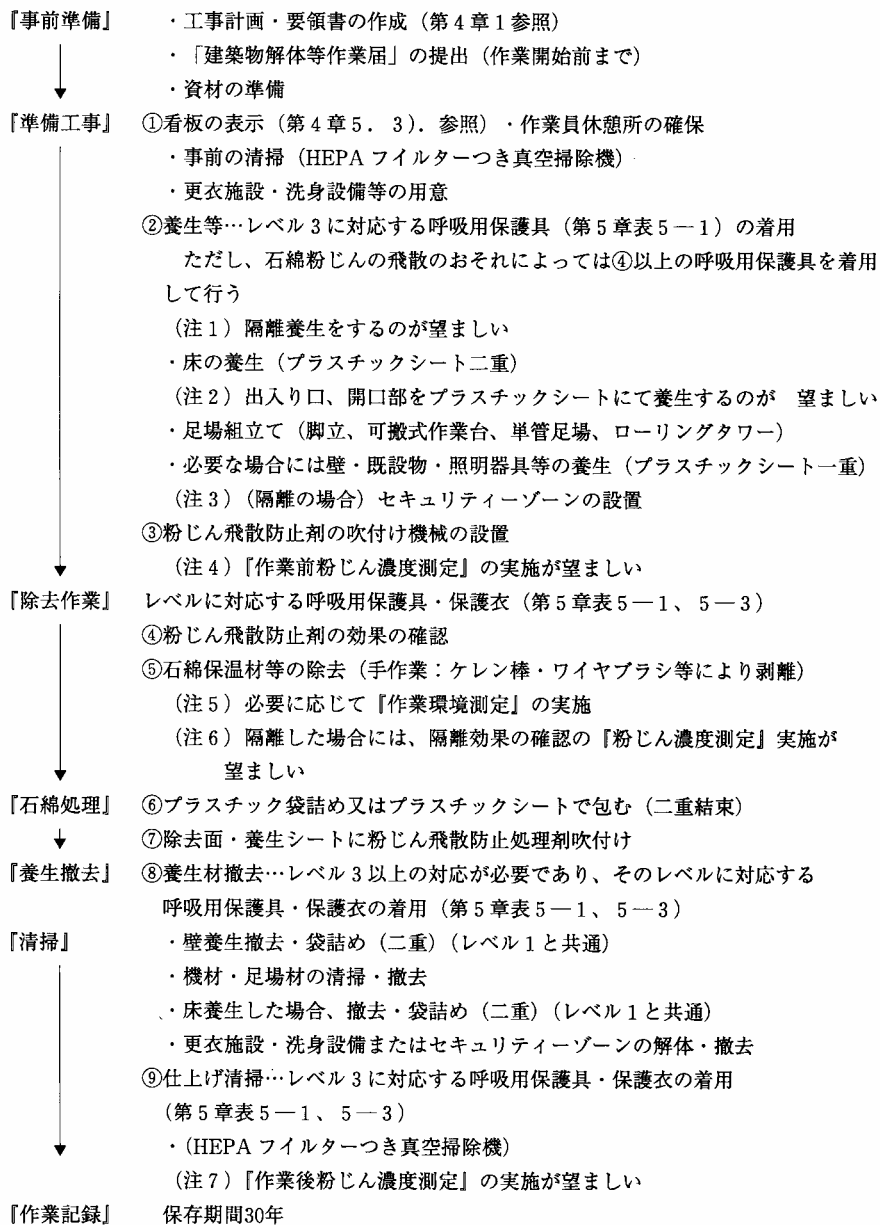 『事前準備』 ・工事計画・要領書の作成（第４章１参照）
・「建築物解体等作業届」の提出（作業開始前まで）
・資材の準備
『準備工事』 ①看板の表示（第４章５．３）．参照）・作業員休憩所の確保
・事前の清掃（HEPA フイルターつき真空掃除機）
・更衣施設・洗身設備等の用意
②養生等…レベル３に対応する呼吸用保護具（第５章表５―１）の着用
ただし、石綿粉じんの飛散のおそれによっては④以上の呼吸用保護具を着用
して行う
（注１）隔離養生をするのが望ましい
・床の養生（プラスチックシート二重）
（注２）出入り口、開口部をプラスチックシートにて養生するのが　望ましい
・足場組立て（脚立、可搬式作業台、単管足場、ローリングタワー）
・必要な場合には壁・既設物・照明器具等の養生（プラスチックシート一重）
（注３）（隔離の場合）セキュリティーゾーンの設置
③粉じん飛散防止剤の吹付け機械の設置
（注４）『作業前粉じん濃度測定』の実施が望ましい
『除去作業』 レベルに対応する呼吸用保護具・保護衣（第５章表５―１、５―３）
④粉じん飛散防止剤の効果の確認
⑤石綿保温材等の除去（手作業：ケレン棒・ワイヤブラシ等により剥離）
（注５）必要に応じて『作業環境測定』の実施
（注６）隔離した場合には、隔離効果の確認の『粉じん濃度測定』実施が
望ましい
『石綿処理』 ⑥プラスチック袋詰め又はプラスチックシートで包む（二重結束）
⑦除去面・養生シートに粉じん飛散防止処理剤吹付け
『養生撤去』 ⑧養生材撤去…レベル３以上の対応が必要であり、そのレベルに対応する
呼吸用保護具・保護衣の着用（第５章表５―１、５―３）
『清掃』 ・壁養生撤去・袋詰め（二重）（レベル１と共通）
・機材・足場材の清掃・撤去
・床養生した場合、撤去・袋詰め（二重）（レベル１と共通）
・更衣施設・洗身設備またはセキュリティーゾーンの解体・撤去
⑨仕上げ清掃…レベル３に対応する呼吸用保護具・保護衣の着用
（第５章表５―１、５―３）
・（HEPA フイルターつき真空掃除機）
（注７）『作業後粉じん濃度測定』の実施が望ましい
『作業記録』 保存期間30年